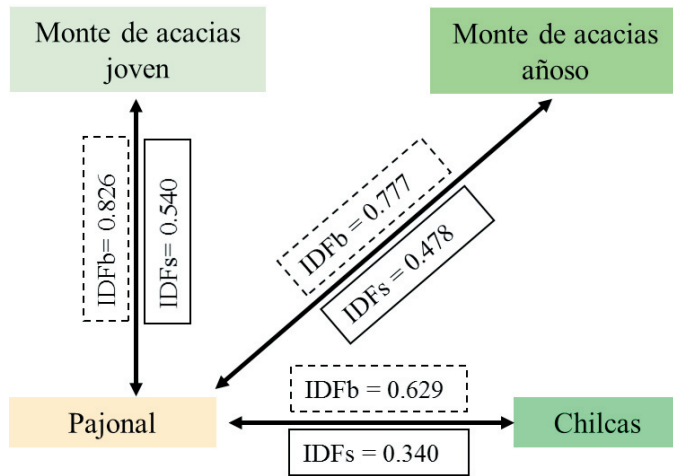 Monte de acacias
joven
Monte de acacias
añoso
IDFb= 0.826
IDFs= 0.540
IDFb = 0.777
IDFs = 0.478
IDFb = 0.629
Pajonal
Chilcas
IDFs = 0.340